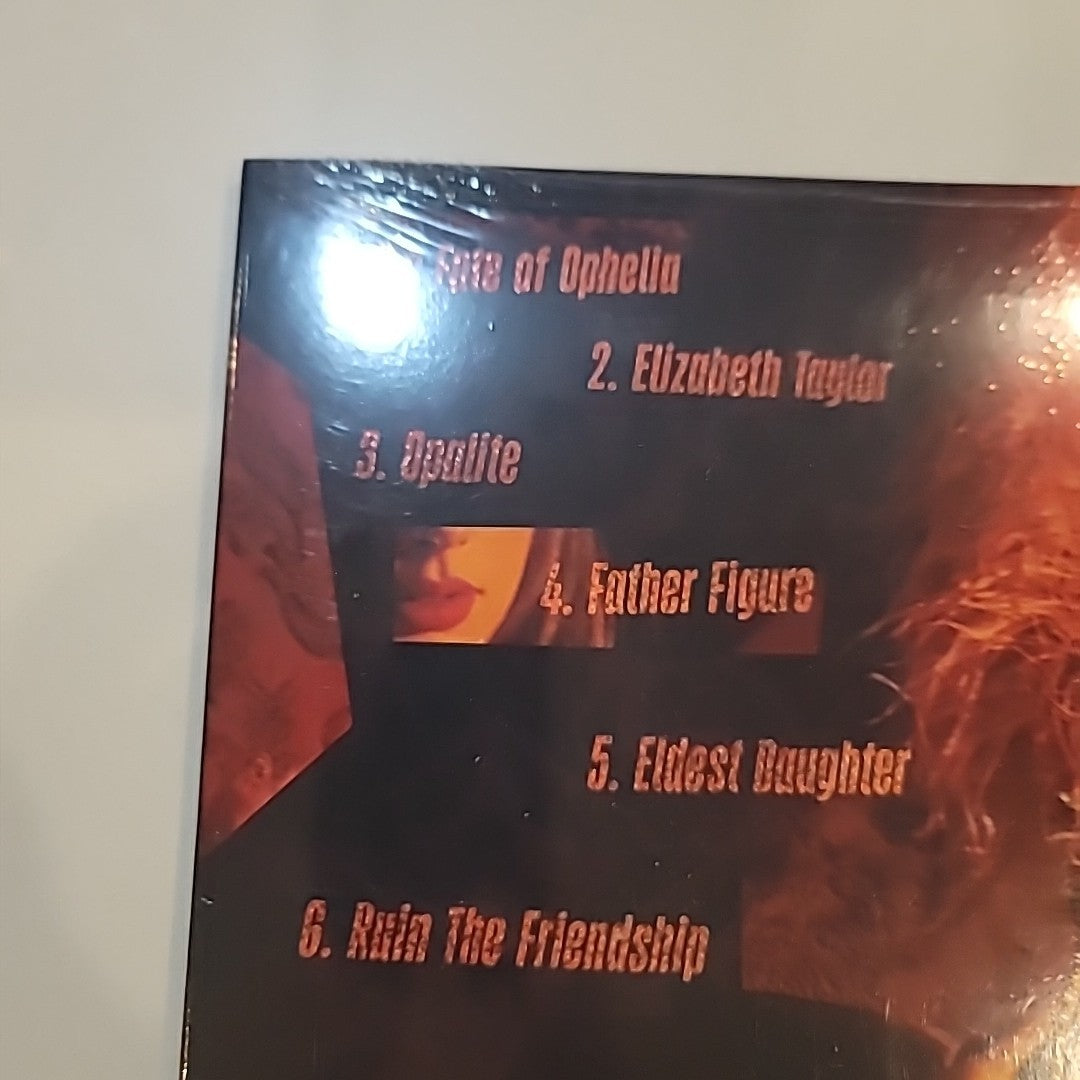 Fate of Ophelia
2. Elizabeth Taylor
3. Opalite
4. Father Figure
5. Eldest Daughter
6. Ruin The Friendship